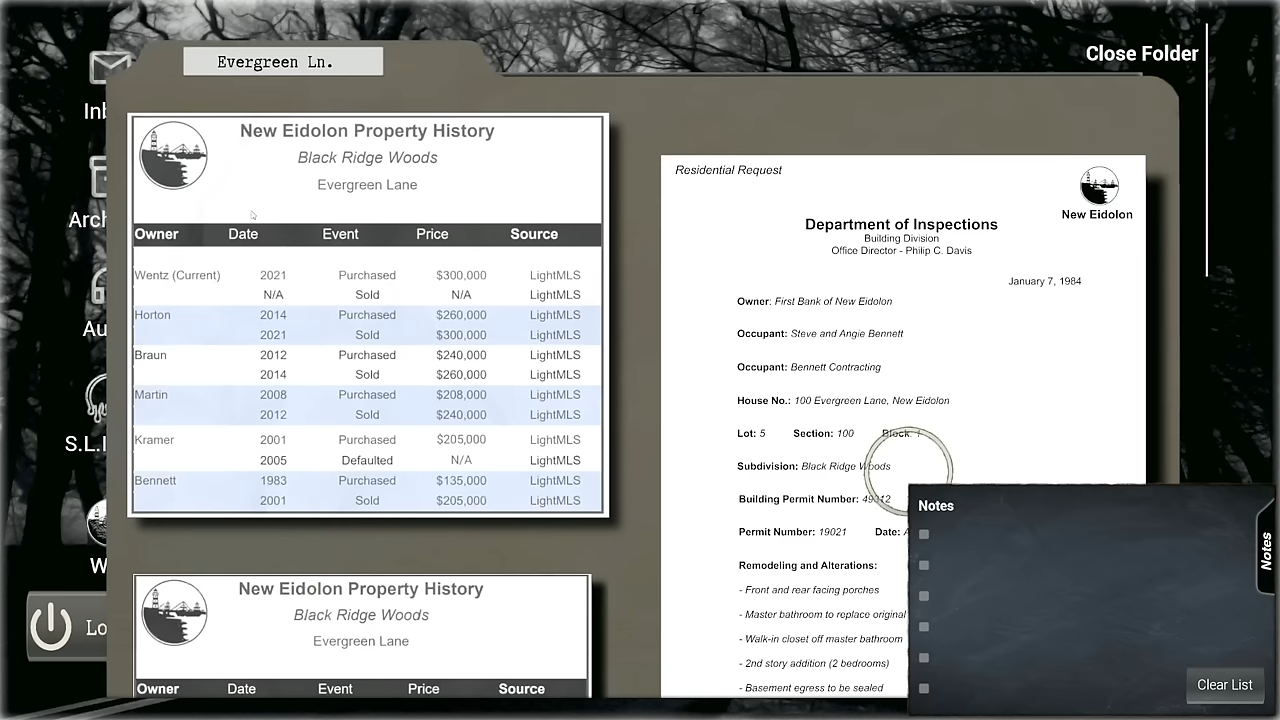 Evergreen Ln.
Close Folder
New Eidolon Property History
Black Ridge Woods
Evergreen Lane
Owner Date Event Price Source
Wentz (Current) 2021 Purchased $300,000 LightMLS
N/A Sold N/A LightMLS
Horton 2014 Purchased $260,000 LightMLS
2021 Sold $300,000 LightMLS
Braun 2012 Purchased $240,000 LightMLS
2014 Sold $260,000 LightMLS
Martin 2008 Purchased $208,000 LightMLS
2012 Sold $240,000 LightMLS
Kramer 2001 Purchased $205,000 LightMLS
2005 Defaulted N/A LightMLS
Bennett 1983 Purchased $135,000 LightMLS
2001 Sold $205,000 LightMLS
New Eidolon Property History
Black Ridge Woods
Evergreen Lane
Owner Date Event Price Source
Residential Request
New Eidolon
Department of Inspections
Building Division
Office Director - Philip C. Davis
January 7, 1984
Owner: First Bank of New Eidolon
Occupant: Steve and Angie Bennett
Occupant: Bennett Contracting
House No.: 100 Evergreen Lane, New Eidolon
Lot: 5 Section: 100 Block:
Subdivision: Black Ridge Woods
Building Permit Number:
Permit Number: 19021 Date:
Remodeling and Alterations:
- Front and rear facing porches
- Master bathroom to replace original
- Walk-in closet off master bathroom
- 2nd story addition (2 bedrooms)
- Basement egress to be sealed
Inb
Arch
Au
S.L.I
W
Lo
Notes
Notes
Clear List